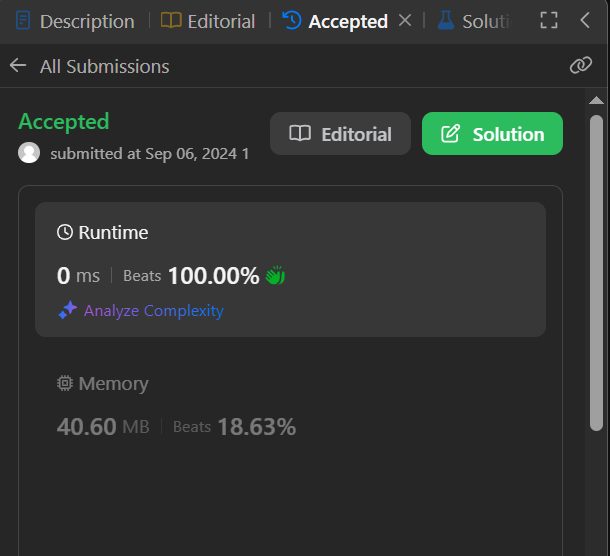 Description Editorial Accepted Soluti
All Submissions
Accepted
Editorial Solution
submitted at Sep 06, 2024 1
Runtime
0 ms Beats 100.00%
Analyze Complexity
Memory
40.60 MB Beats 18.63%